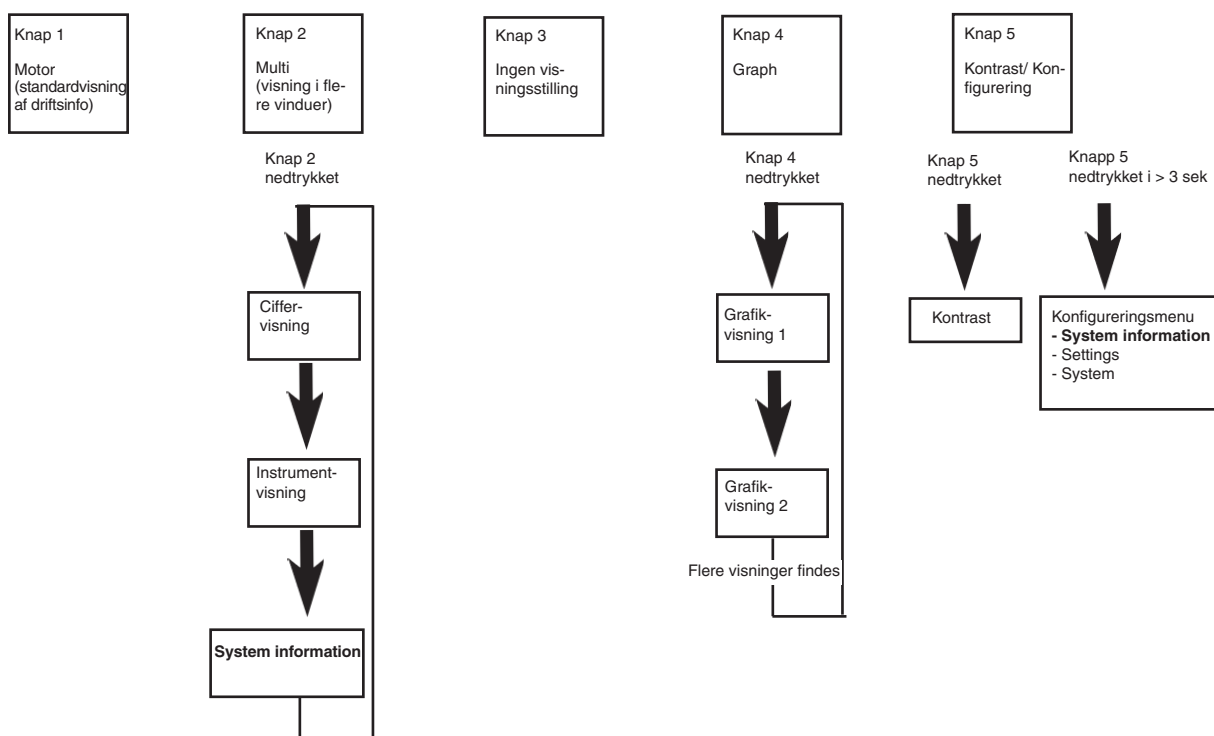 Knap 1
Motor
(standardvisning
af driftsinfo)
Knap 2
Multi
(visning i fle-
re vinduer)
Knap 3
Ingen vis-
ningsstilling
Knap 4
Graph
Knap 5
Kontrast/ Kon-
figurering
Knap 2
nedtrykket
Knap 4
nedtrykket
Knap 5
nedtrykket
Knapp 5
nedtrykket i > 3 sek
Ciffer-
visning
Instrument-
visning
System information
Grafik-
visning 1
Grafik-
visning 2
Flere visninger findes
Kontrast
Konfigureringsmenu
- System information
- Settings
- System